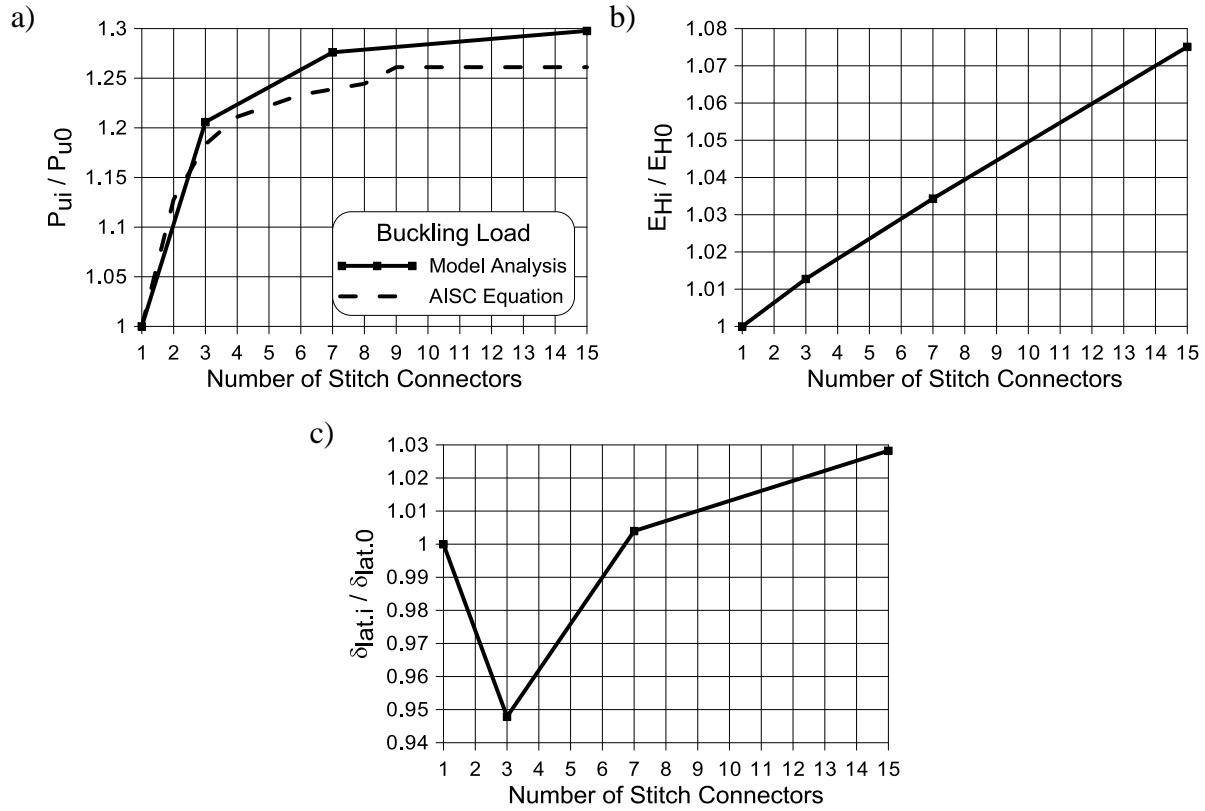 a)
P_ui / P_u0
1.3
1.25
1.2
1.15
1.1
1.05
1
Buckling Load
Model Analysis
AISC Equation
1 2 3 4 5 6 7 8 9 10 11 12 13 14 15
Number of Stitch Connectors
b)
E_Hi / E_H0
1.08
1.07
1.06
1.05
1.04
1.03
1.02
1.01
1
1 2 3 4 5 6 7 8 9 10 11 12 13 14 15
Number of Stitch Connectors
c)
δ_lat.i / δ_lat.0
1.03
1.02
1.01
1
0.99
0.98
0.97
0.96
0.95
0.94
1 2 3 4 5 6 7 8 9 10 11 12 13 14 15
Number of Stitch Connectors